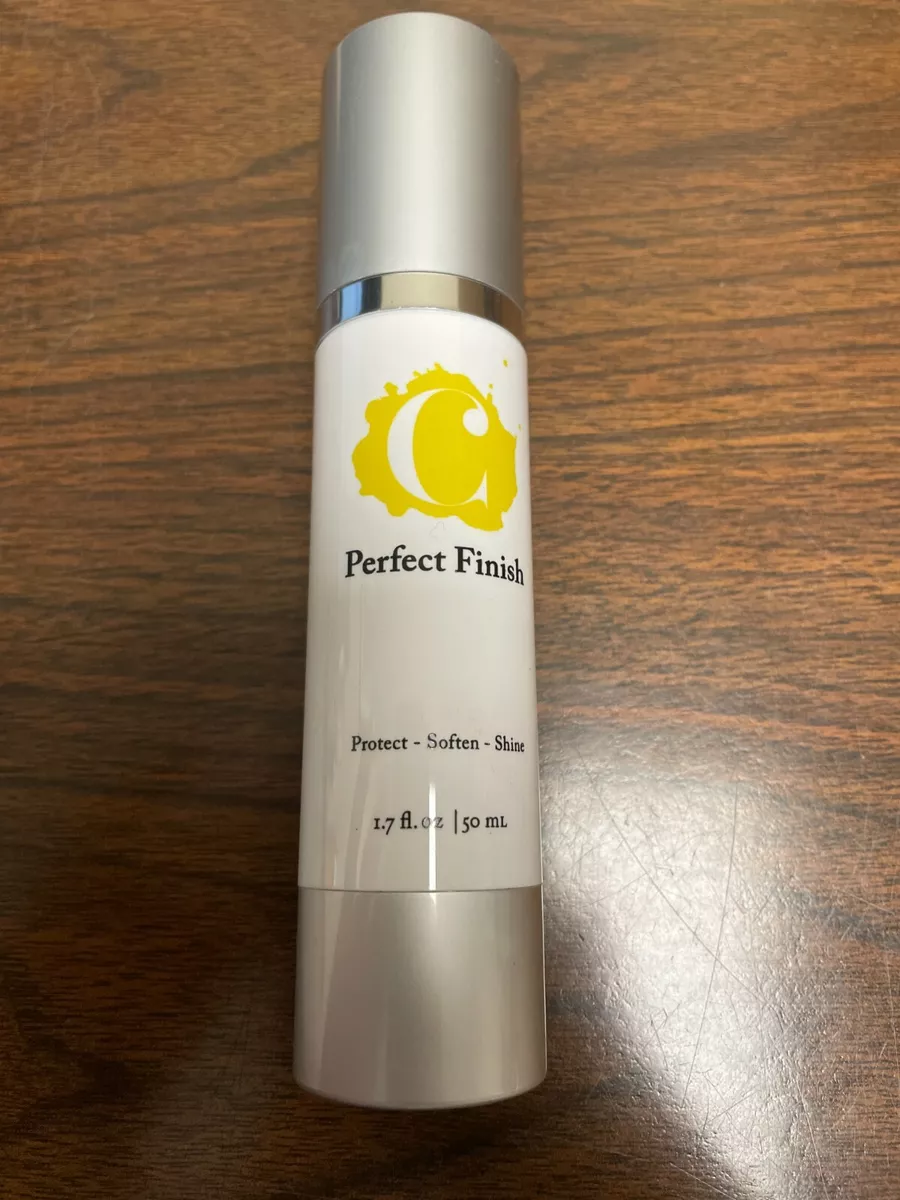 C
Perfect Finish
Protect - Soften - Shine
1.7 fl. oz | 50 mL